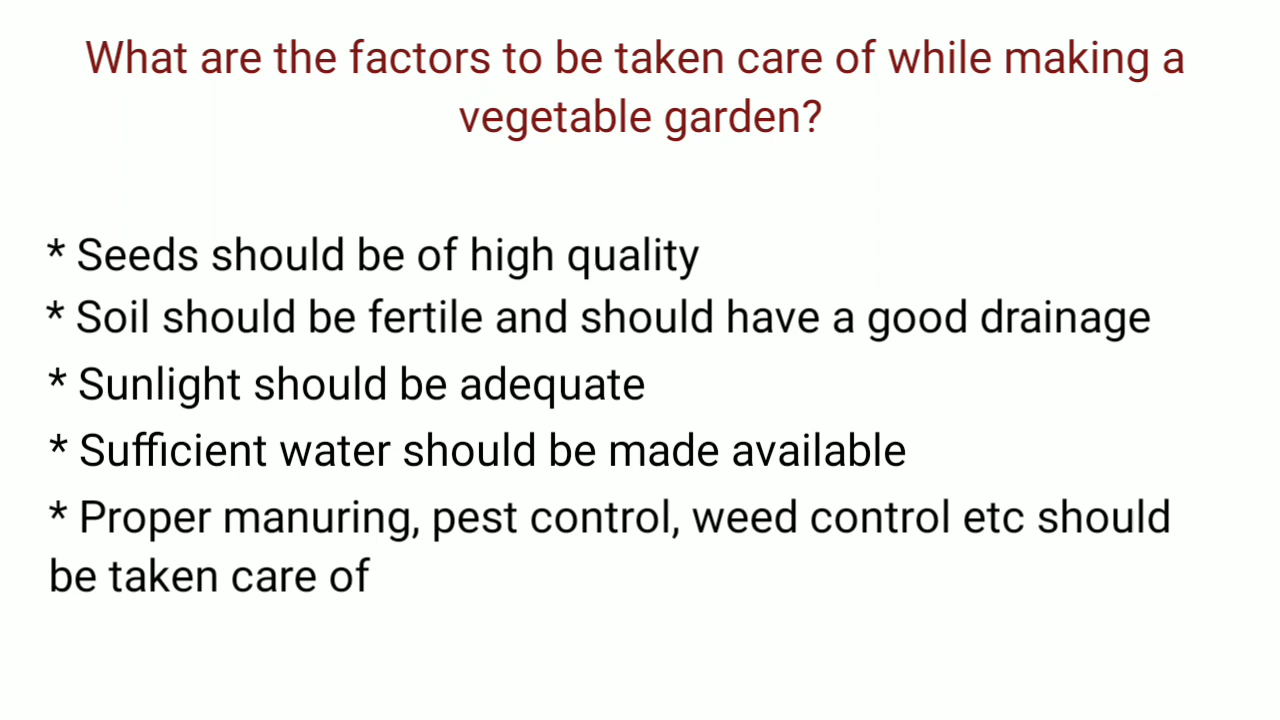 What are the factors to be taken care of while making a
vegetable garden?
* Seeds should be of high quality
* Soil should be fertile and should have a good drainage
* Sunlight should be adequate
* Sufficient water should be made available
* Proper manuring, pest control, weed control etc should
be taken care of